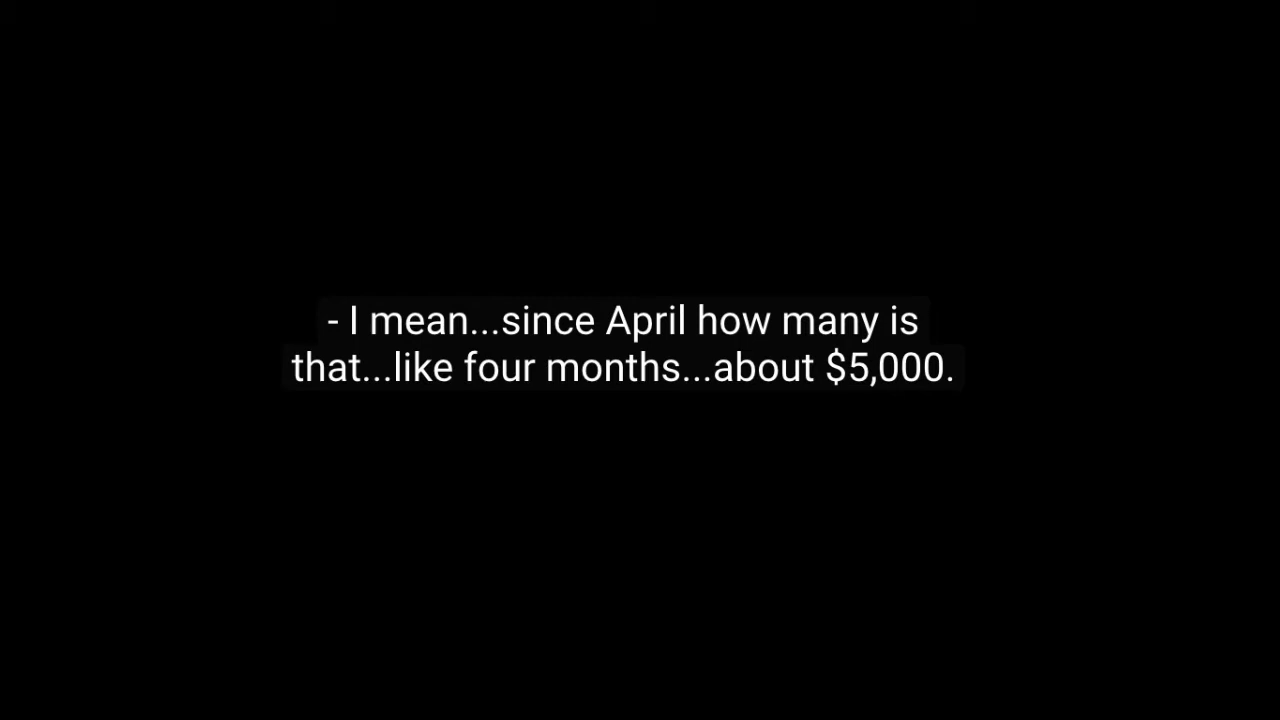 - I mean...since April how many is
that...like four months...about $5,000.